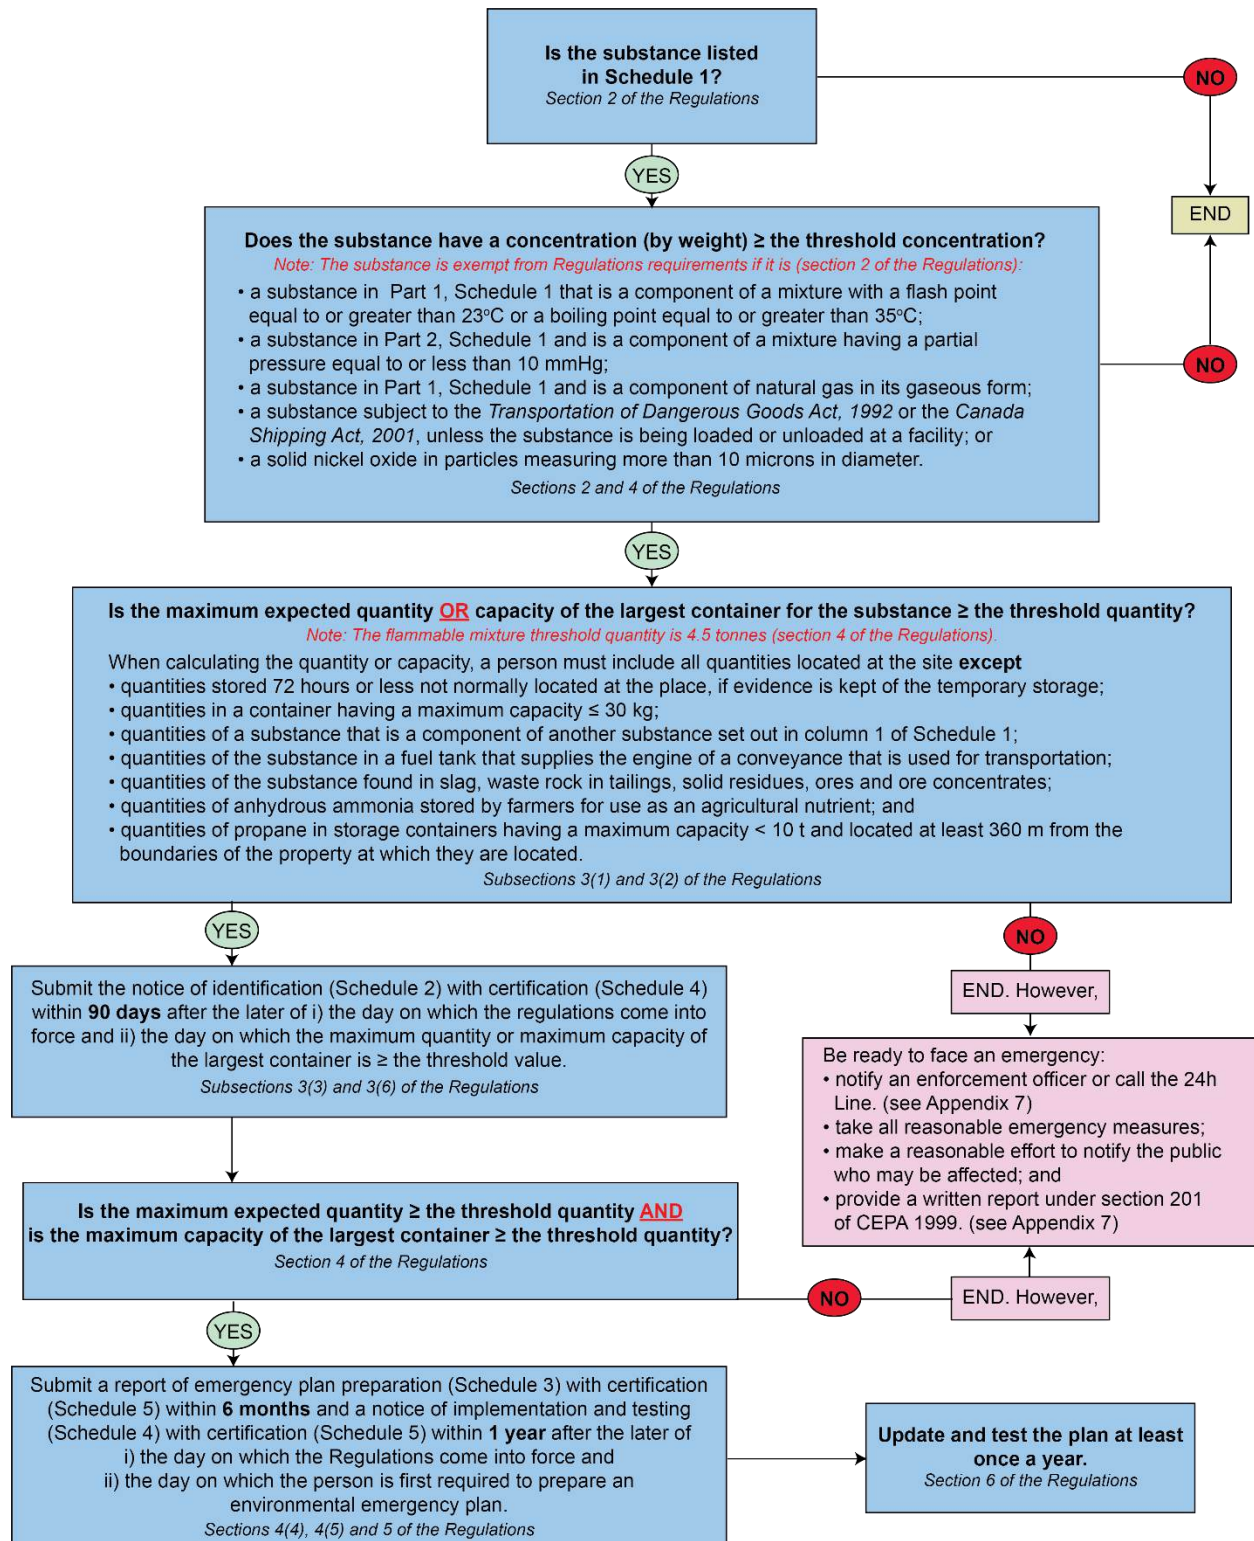 Is the substance listed
in Schedule 1?
Section 2 of the Regulations
NO
YES
END
Does the substance have a concentration (by weight) ≥ the threshold concentration?
Note: The substance is exempt from Regulations requirements if it is (section 2 of the Regulations):
• a substance in Part 1, Schedule 1 that is a component of a mixture with a flash point
equal to or greater than 23°C or a boiling point equal to or greater than 35°C;
• a substance in Part 2, Schedule 1 and is a component of a mixture having a partial
pressure equal to or less than 10 mmHg;
• a substance in Part 1, Schedule 1 and is a component of natural gas in its gaseous form;
• a substance subject to the Transportation of Dangerous Goods Act, 1992 or the Canada
Shipping Act, 2001, unless the substance is being loaded or unloaded at a facility; or
• a solid nickel oxide in particles measuring more than 10 microns in diameter.
Sections 2 and 4 of the Regulations
NO
YES
Is the maximum expected quantity OR capacity of the largest container for the substance ≥ the threshold quantity?
Note: The flammable mixture threshold quantity is 4.5 tonnes (section 4 of the Regulations).
When calculating the quantity or capacity, a person must include all quantities located at the site except
• quantities stored 72 hours or less not normally located at the place, if evidence is kept of the temporary storage;
• quantities in a container having a maximum capacity ≤ 30 kg;
• quantities of a substance that is a component of another substance set out in column 1 of Schedule 1;
• quantities of the substance in a fuel tank that supplies the engine of a conveyance that is used for transportation;
• quantities of the substance found in slag, waste rock in tailings, solid residues, ores and ore concentrates;
• quantities of anhydrous ammonia stored by farmers for use as an agricultural nutrient; and
• quantities of propane in storage containers having a maximum capacity < 10 t and located at least 360 m from the
boundaries of the property at which they are located.
Subsections 3(1) and 3(2) of the Regulations
YES
NO
Submit the notice of identification (Schedule 2) with certification (Schedule 4)
within 90 days after the later of i) the day on which the regulations come into
force and ii) the day on which the maximum quantity or maximum capacity of
the largest container is ≥ the threshold value.
Subsections 3(3) and 3(6) of the Regulations
END. However,
Be ready to face an emergency:
• notify an enforcement officer or call the 24h
Line. (see Appendix 7)
• take all reasonable emergency measures;
• make a reasonable effort to notify the public
who may be affected; and
• provide a written report under section 201
of CEPA 1999. (see Appendix 7)
Is the maximum expected quantity ≥ the threshold quantity AND
is the maximum capacity of the largest container ≥ the threshold quantity?
Section 4 of the Regulations
NO
END. However,
YES
Submit a report of emergency plan preparation (Schedule 3) with certification
(Schedule 5) within 6 months and a notice of implementation and testing
(Schedule 4) with certification (Schedule 5) within 1 year after the later of
i) the day on which the Regulations come into force and
ii) the day on which the person is first required to prepare an
environmental emergency plan.
Sections 4(4), 4(5) and 5 of the Regulations
Update and test the plan at least
once a year.
Section 6 of the Regulations